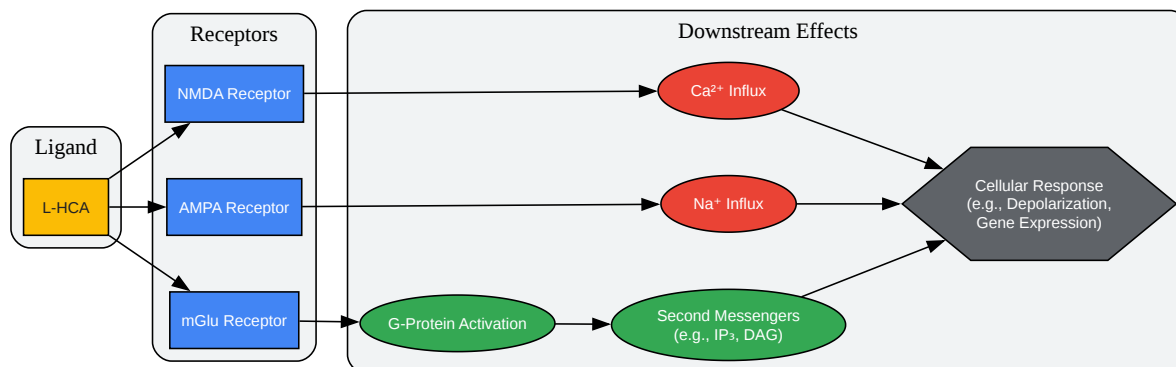 Receptors
Downstream Effects
NMDA Receptor
Ca²⁺ Influx
Ligand
L-HCA
AMPA Receptor
Na⁺ Influx
Cellular Response
(e.g., Depolarization,
Gene Expression)
mGlu Receptor
G-Protein Activation
Second Messengers
(e.g., IP₃, DAG)